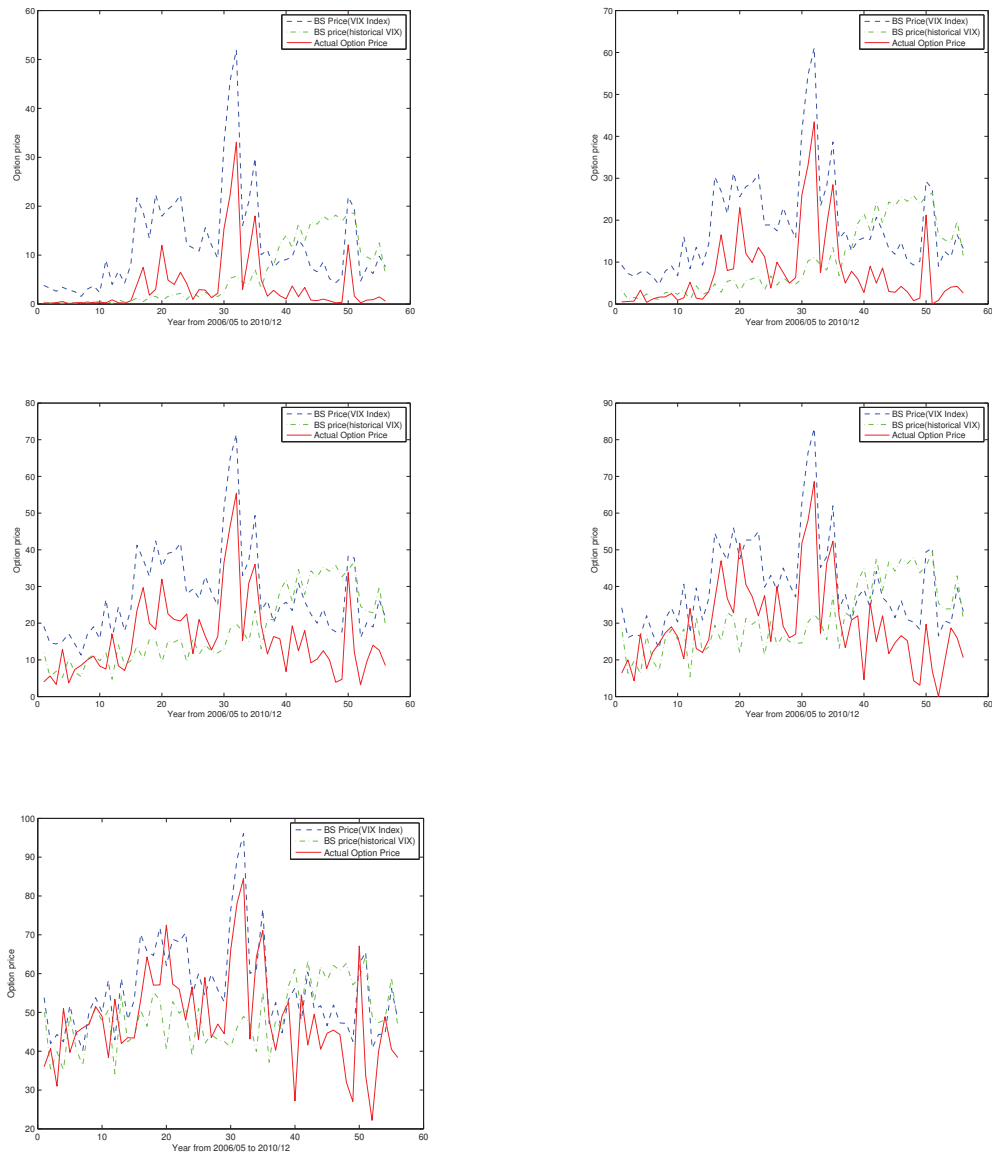 60
50
40
30
20
10
0
0 10 20 30 40 50 60
Option price
Year from 2006/05 to 2010/12
BS Price(VIX Index)
BS price(historical VIX)
Actual Option Price
70
60
50
40
30
20
10
0
0 10 20 30 40 50 60
Option price
Year from 2006/05 to 2010/12
BS Price(VIX Index)
BS price(historical VIX)
Actual Option Price
80
70
60
50
40
30
20
10
0
0 10 20 30 40 50 60
Option price
Year from 2006/05 to 2010/12
BS Price(VIX Index)
BS price(historical VIX)
Actual Option Price
90
80
70
60
50
40
30
20
10
0 10 20 30 40 50 60
Option price
Year from 2006/05 to 2010/12
BS Price(VIX Index)
BS price(historical VIX)
Actual Option Price
100
90
80
70
60
50
40
30
20
0 10 20 30 40 50 60
Option price
Year from 2006/05 to 2010/12
BS Price(VIX Index)
BS price(historical VIX)
Actual Option Price